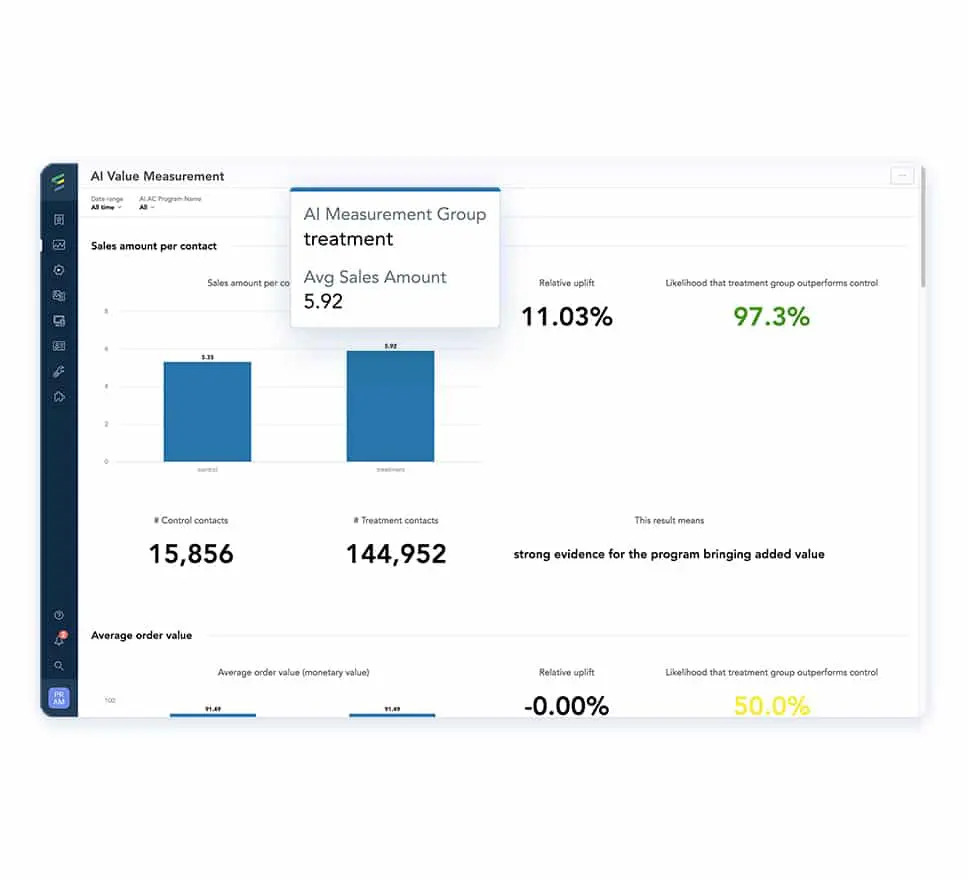 AI Value Measurement
Date range
All time
AI AC Program Name
All
Sales amount per contact
AI Measurement Group
treatment
Avg Sales Amount
5.92
Sales amount per co
Relative uplift
11.03%
Likelihood that treatment group outperforms control
97.3%
8
6
4
2
0
5.33
5.92
control
treatment
# Control contacts
15,856
# Treatment contacts
144,952
This result means
strong evidence for the program bringing added value
Average order value
Average order value (monetary value)
100
91.49
91.49
Relative uplift
-0.00%
Likelihood that treatment group outperforms control
50.0%
2
PR
AM